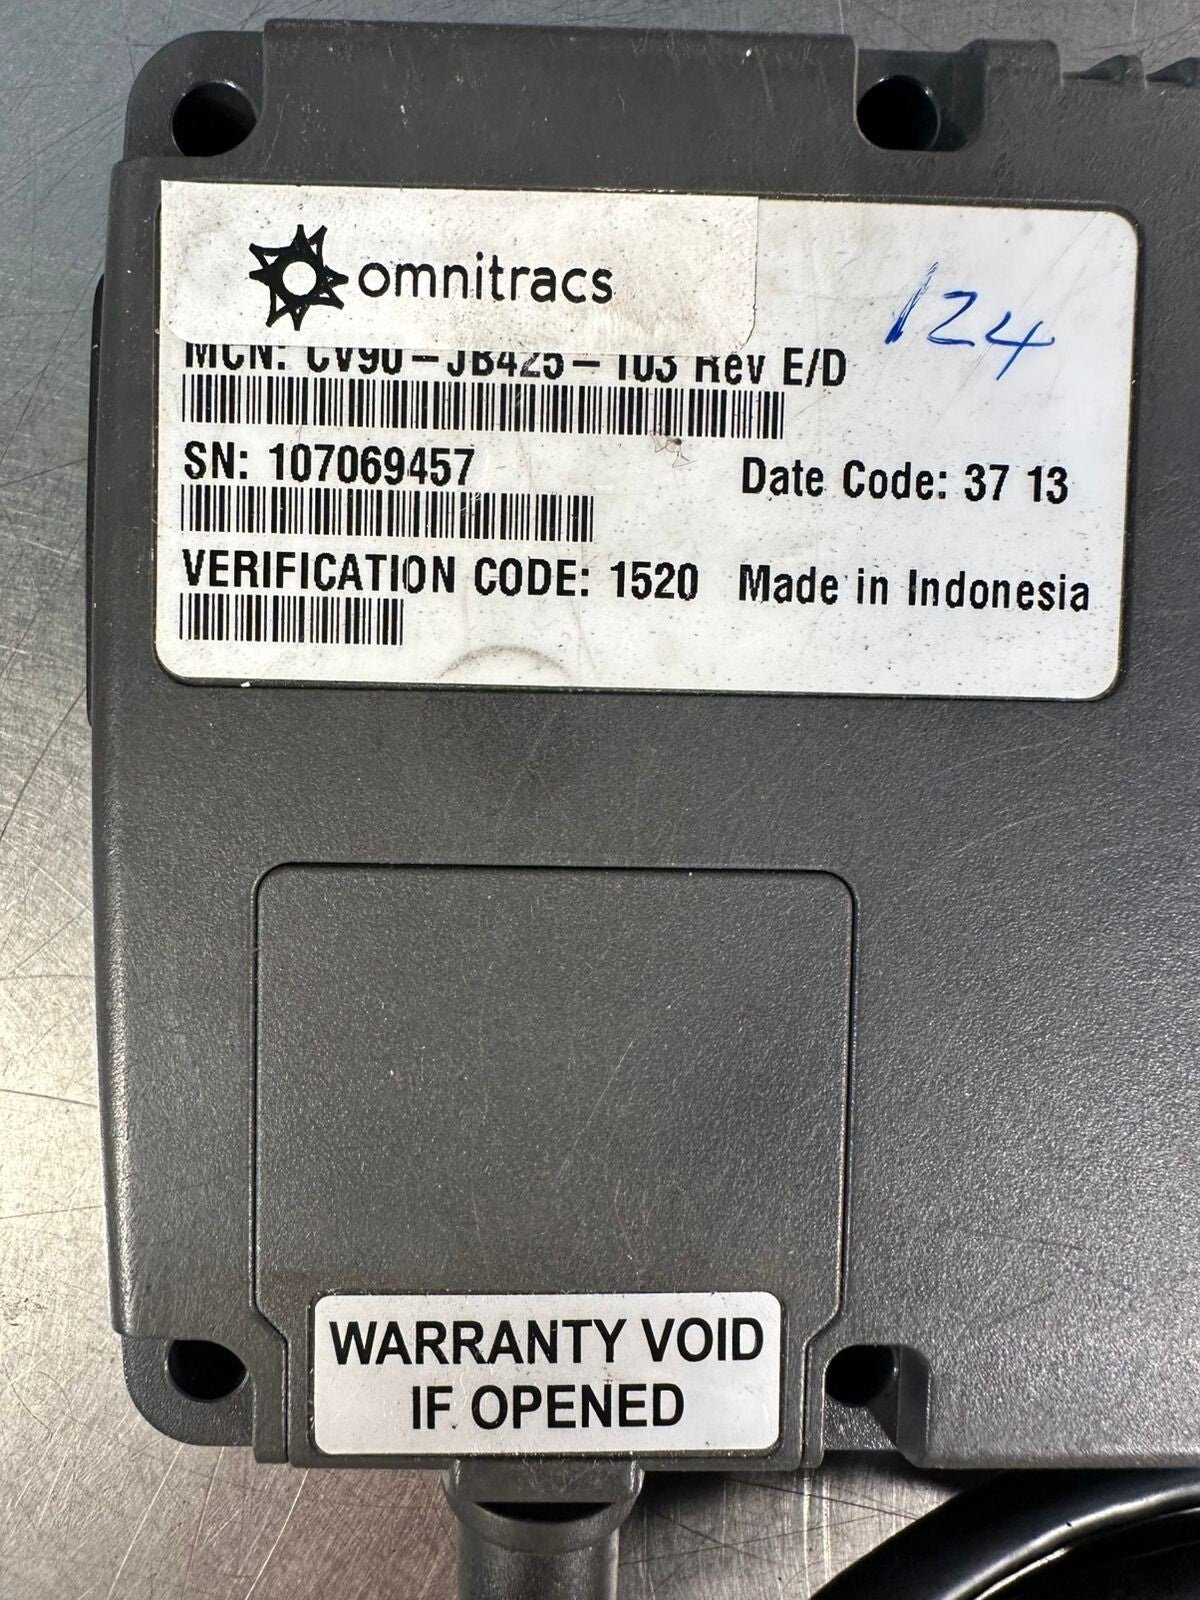 omnitracs
124
MCN: CV90-JB425-103 Rev E/D
SN: 107069457
Date Code: 37 13
VERIFICATION CODE: 1520 Made in Indonesia
WARRANTY VOID
IF OPENED